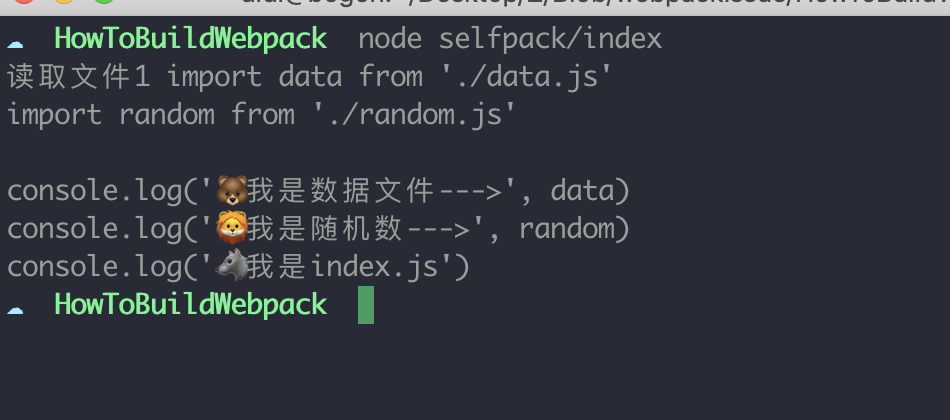 ☁ HowToBuildWebpack node selfpack/index
读取文件1 import data from './data.js'
import random from './random.js'
console.log('🐻我是数据文件--->', data)
console.log('🦁我是随机数--->', random)
console.log('🐺我是index.js')
☁ HowToBuildWebpack